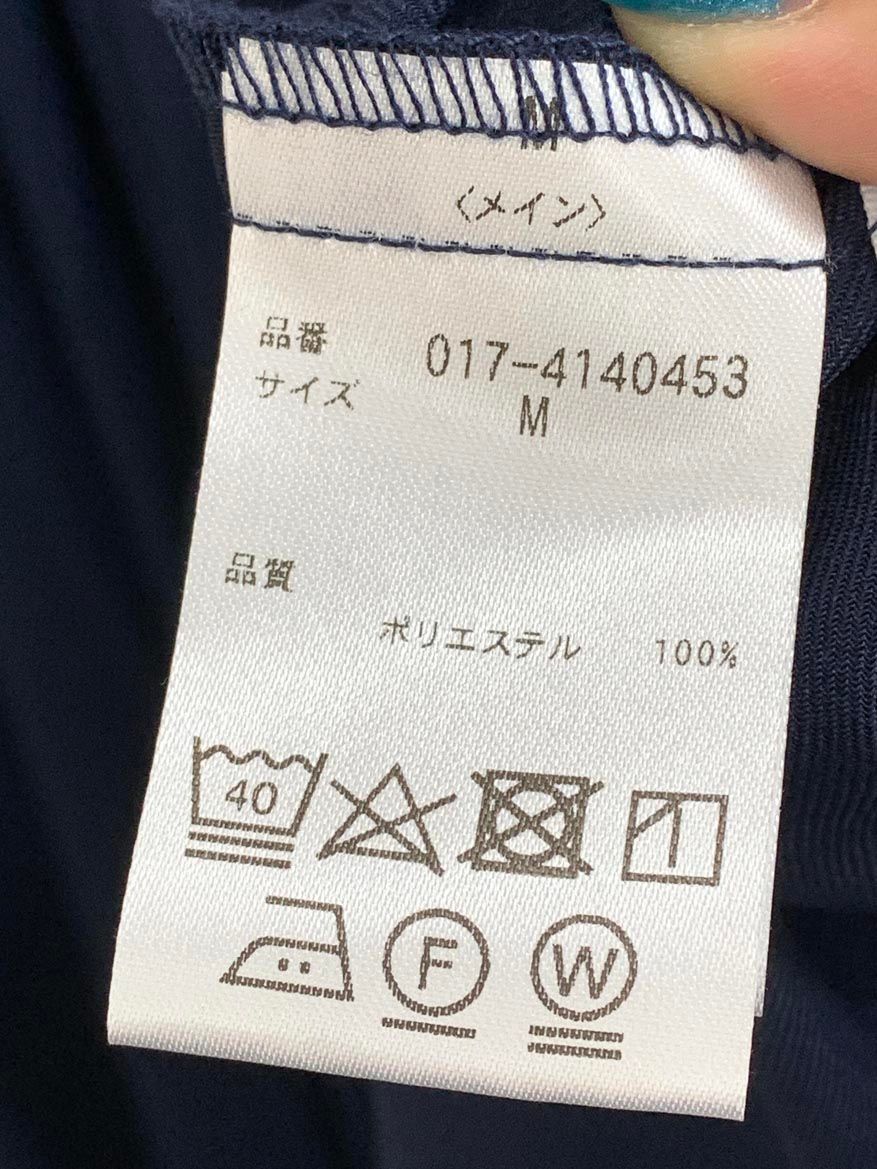 M
〈メイン〉
品番 017-4140453
サイズ M
品質
ポリエステル 100%
40
F W